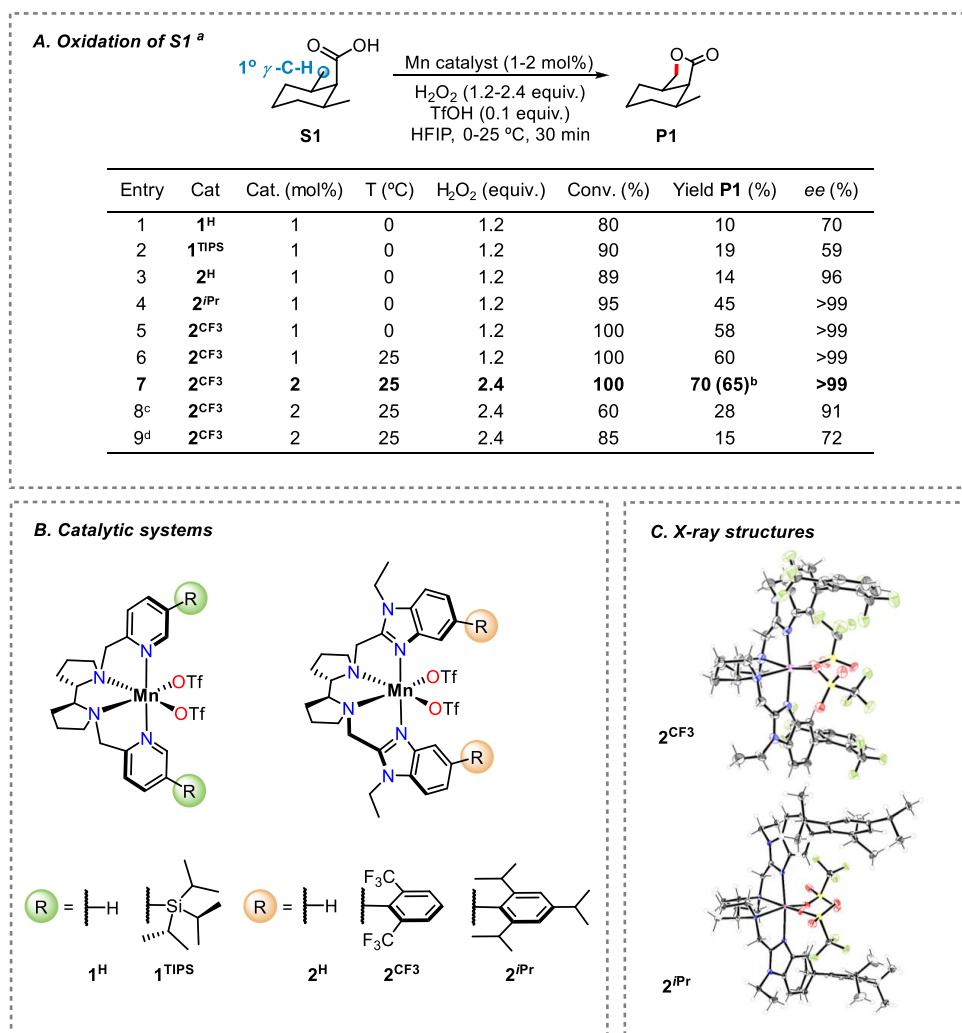 A. Oxidation of S1 ᵃ
O
OH
1º γ-C-H
S1
Mn catalyst (1-2 mol%)
H₂O₂ (1.2-2.4 equiv.)
TfOH (0.1 equiv.)
HFIP, 0-25 ºC, 30 min
O
O
P1
Entry Cat Cat. (mol%) T (ºC) H₂O₂ (equiv.) Conv. (%) Yield P1 (%) ee (%)
1 1ᴴ 1 0 1.2 80 10 70
2 1ᵀᴵᴾˢ 1 0 1.2 90 19 59
3 2ᴴ 1 0 1.2 89 14 96
4 2ⁱᴾʳ 1 0 1.2 95 45 >99
5 2ᶜᶠ³ 1 0 1.2 100 58 >99
6 2ᶜᶠ³ 1 25 1.2 100 60 >99
7 2ᶜᶠ³ 2 25 2.4 100 70 (65)ᵇ >99
8ᶜ 2ᶜᶠ³ 2 25 2.4 60 28 91
9ᵈ 2ᶜᶠ³ 2 25 2.4 85 15 72
B. Catalytic systems
R
N
N
Mn
OTf
OTf
N
N
R
N
R
N
N
Mn
OTf
OTf
N
N
N
R
R = H
Si
1ᴴ 1ᵀᴵᴾˢ
R = H
F₃C
F₃C
2ᴴ 2ᶜᶠ³ 2ⁱᴾʳ
C. X-ray structures
2ᶜᶠ³
2ⁱᴾʳ